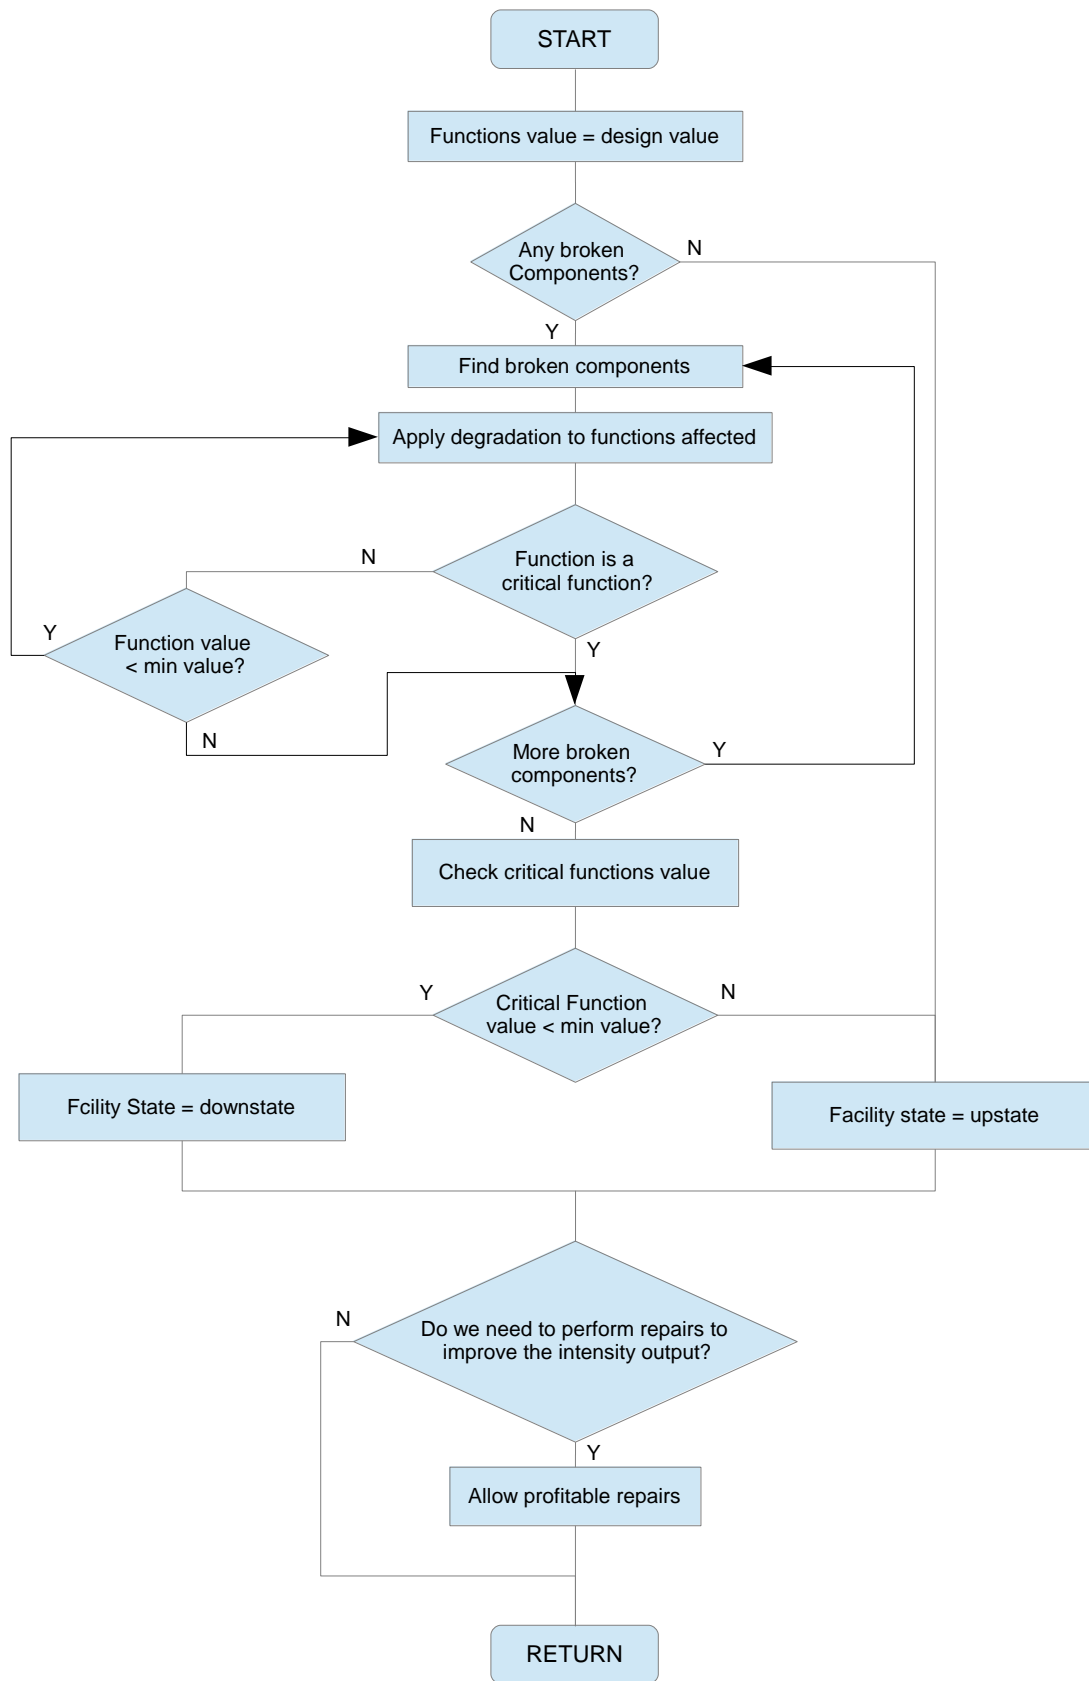 START
Functions value = design value
Any broken
Components?
N
Y
Find broken components
Apply degradation to functions affected
N
Function is a
critical function?
Y
Function value
< min value?
Y
N
More broken
components?
Y
N
Check critical functions value
Y
Critical Function
value < min value?
N
Fcility State = downstate
Facility state = upstate
N
Do we need to perform repairs to
improve the intensity output?
Y
Allow profitable repairs
RETURN